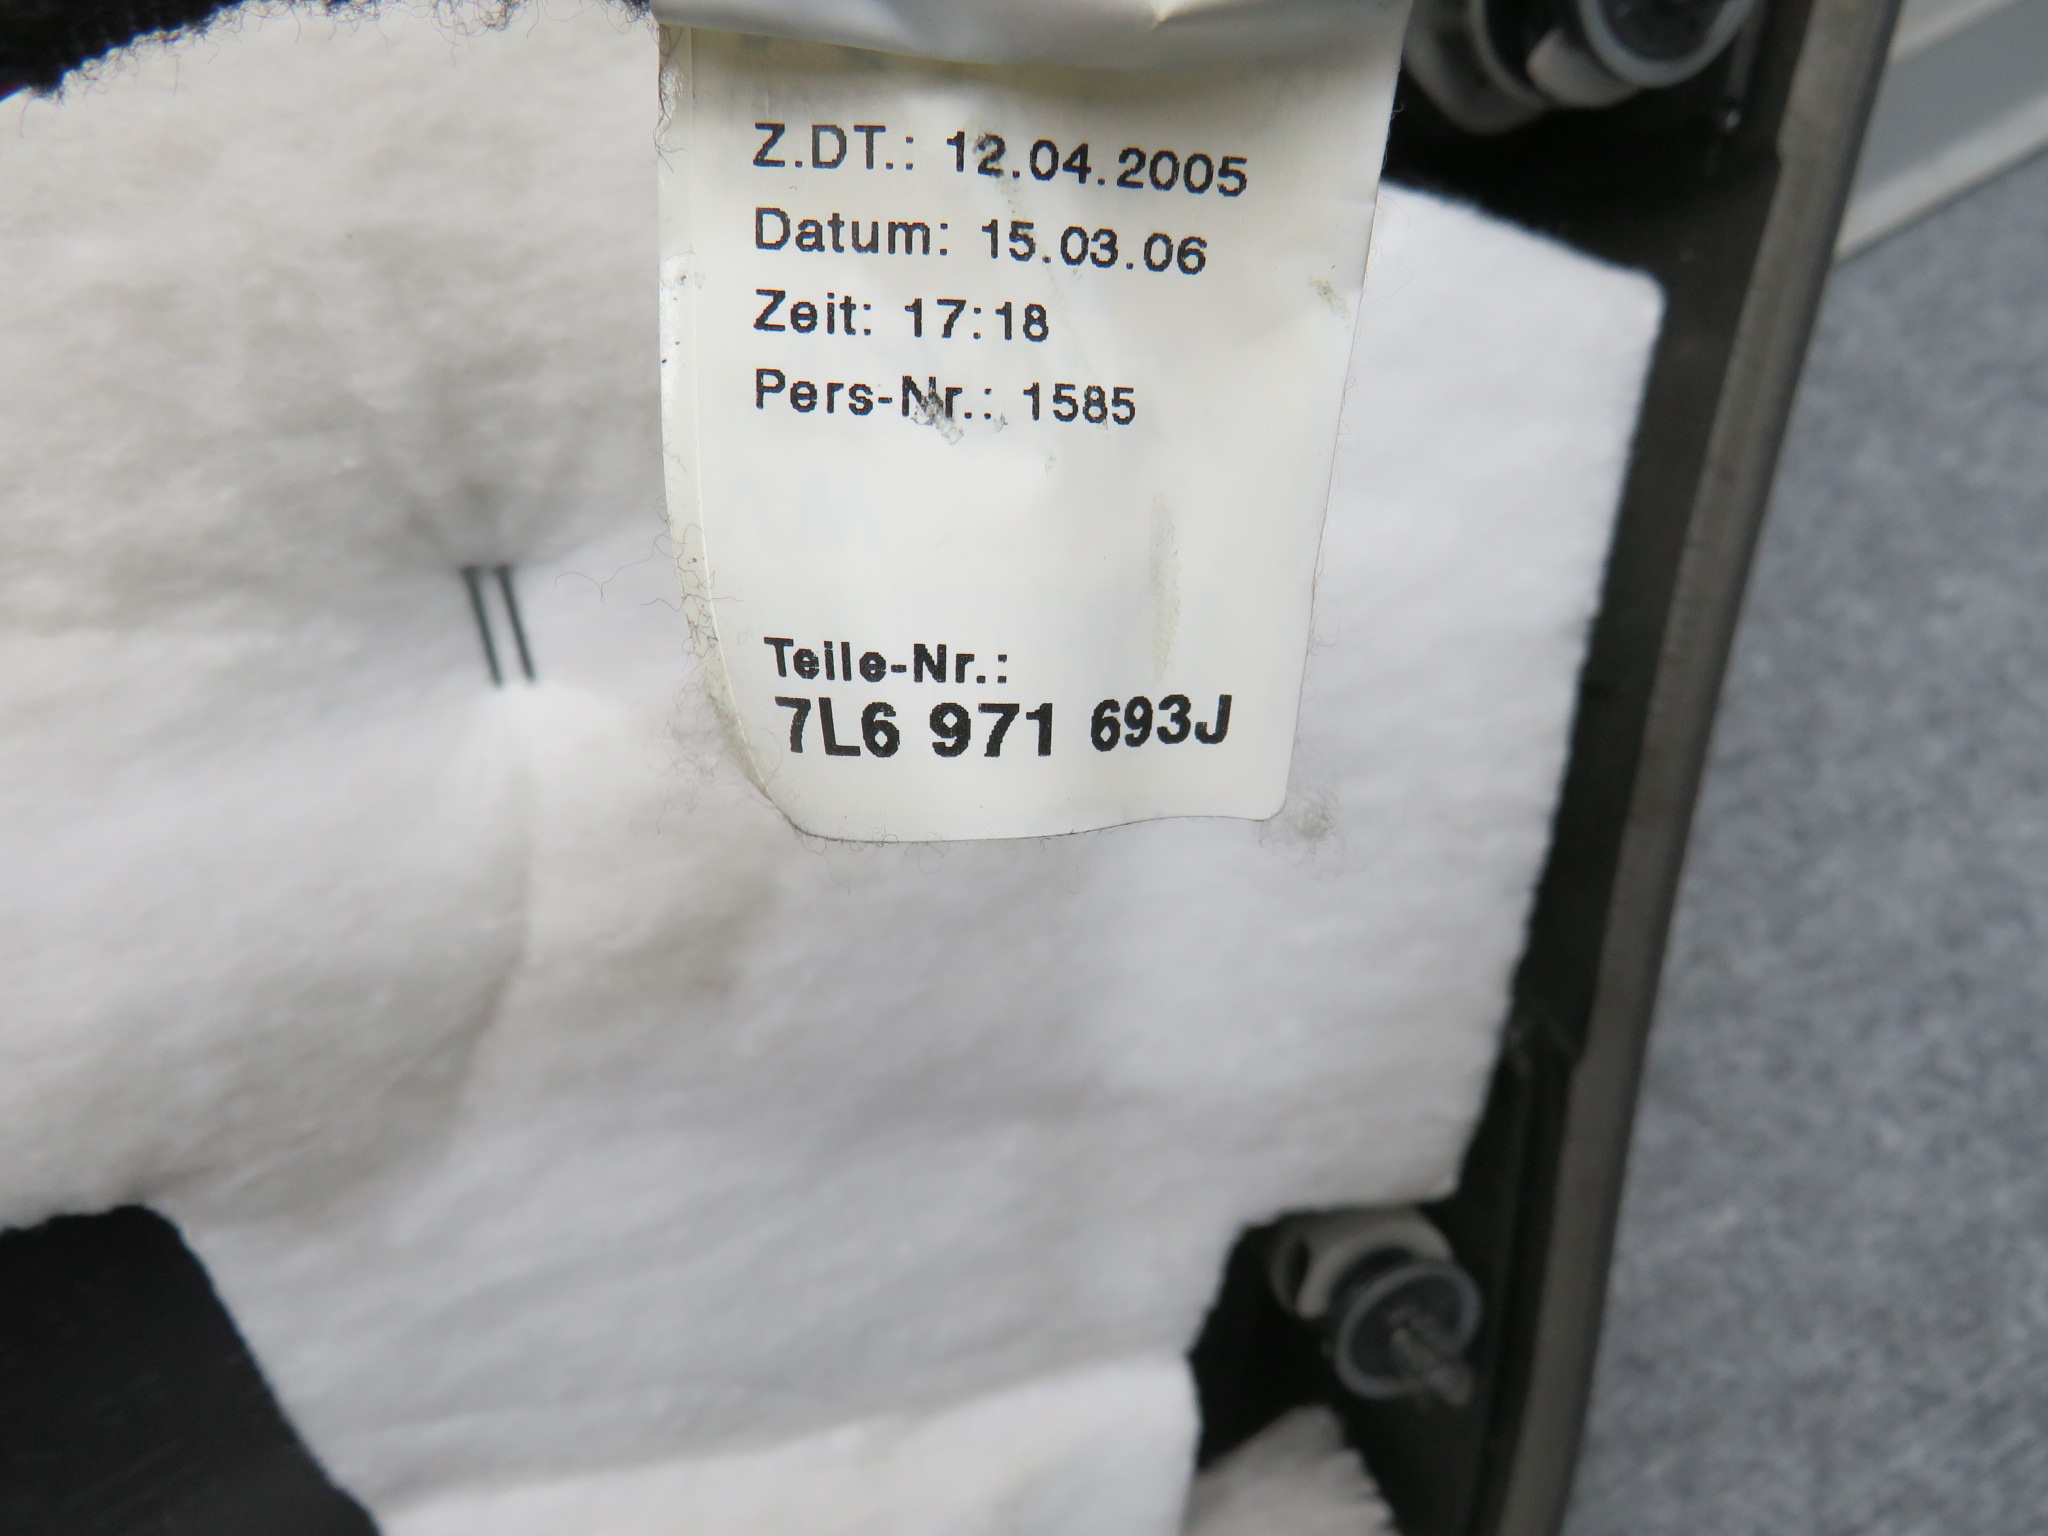 Z.DT.: 12.04.2005
Datum: 15.03.06
Zeit: 17:18
Pers-Nr.: 1585
Teile-Nr.:
7L6 971 693J